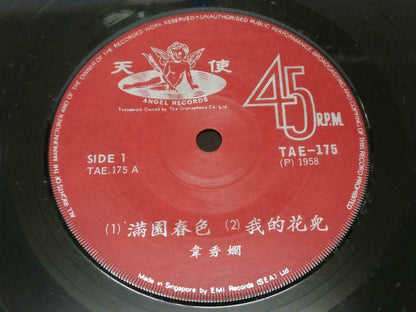 ALL RIGHTS OF THE MANUFACTURER AND OF THE OWNER OF THE RECORDED WORK RESERVED · UNAUTHORISED PUBLIC PERFORMANCE, BROADCASTING AND COPYING OF THIS RECORD PROHIBITED
天 使
ANGEL RECORDS
Trademark Owned by The Gramophone Co. Ltd.
45 R.P.M.
SIDE 1
TAE.175 A
TAE-175
(P) 1958
(1) 滿園春色 (2) 我的花兒
韋秀嫻
Made in Singapore by EMI Records (S.E.A.) Ltd.